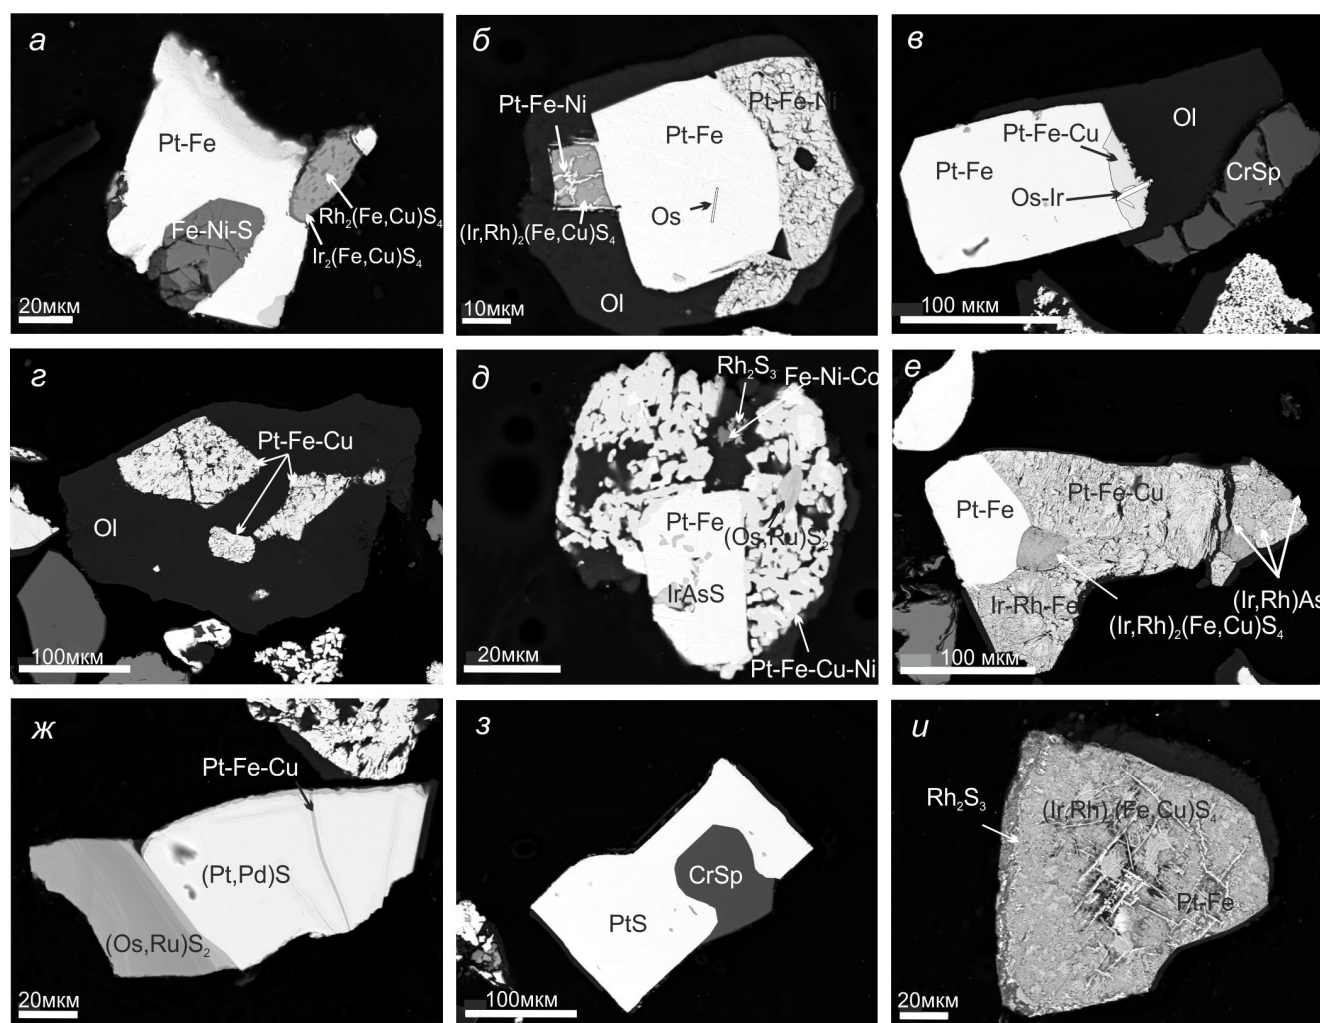 а
Pt-Fe
Fe-Ni-S
Rh₂(Fe,Cu)S₄
Ir₂(Fe,Cu)S₄
20мкм
б
Pt-Fe-Ni
Pt-Fe-Ni
Pt-Fe
Os
(Ir,Rh)₂(Fe,Cu)S₄
Ol
10мкм
в
Ol
Pt-Fe-Cu
Pt-Fe
CrSp
Os-Ir
100 мкм
г
Pt-Fe-Cu
Ol
100мкм
д
Rh₂S₃
Fe-Ni-Co
Pt-Fe
(Os,Ru)S₂
IrAsS
20мкм
Pt-Fe-Cu-Ni
е
Pt-Fe-Cu
Pt-Fe
Ir-Rh-Fe
(Ir,Rh)As
(Ir,Rh)₂(Fe,Cu)S₄
100 мкм
ж
Pt-Fe-Cu
(Pt,Pd)S
(Os,Ru)S₂
20мкм
з
CrSp
PtS
100мкм
и
Rh₂S₃
(Ir,Rh)₂(Fe,Cu)S₄
Pt-Fe
20мкм